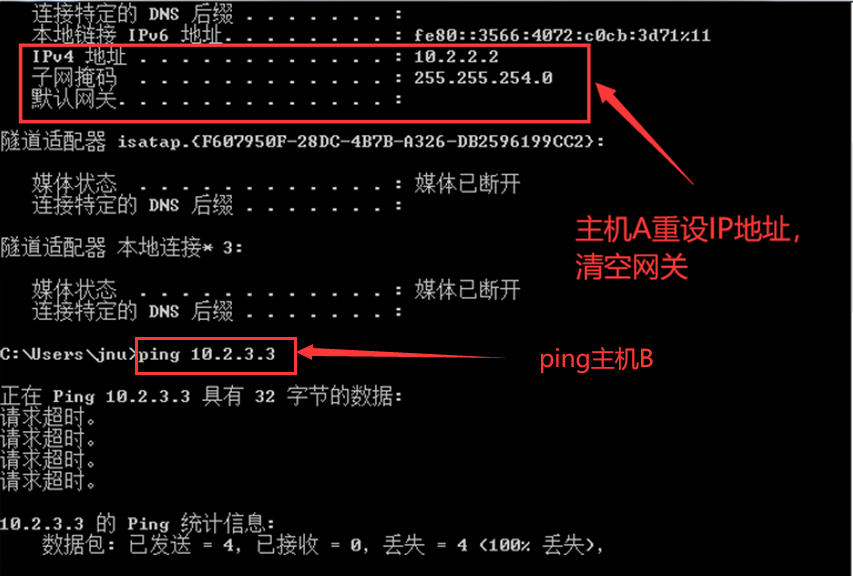 连接特定的 DNS 后缀 . . . . . . . :
本地链接 IPv6 地址. . . . . . . . : fe80::3566:4072:c0cb:3d71%11
IPv4 地址 . . . . . . . . . . . . : 10.2.2.2
子网掩码 . . . . . . . . . . . . : 255.255.254.0
默认网关. . . . . . . . . . . . . :
隧道适配器 isatap.{F607950F-28DC-4B7B-A326-DB2596199CC2}:
媒体状态 . . . . . . . . . . . . : 媒体已断开
连接特定的 DNS 后缀 . . . . . . . :
主机A重设IP地址，
清空网关
隧道适配器 本地连接* 3:
媒体状态 . . . . . . . . . . . . : 媒体已断开
连接特定的 DNS 后缀 . . . . . . . :
C:\Users\jnu>ping 10.2.3.3
ping主机B
正在 Ping 10.2.3.3 具有 32 字节的数据:
请求超时。
请求超时。
请求超时。
请求超时。
10.2.3.3 的 Ping 统计信息:
数据包: 已发送 = 4，已接收 = 0，丢失 = 4 (100% 丢失)，